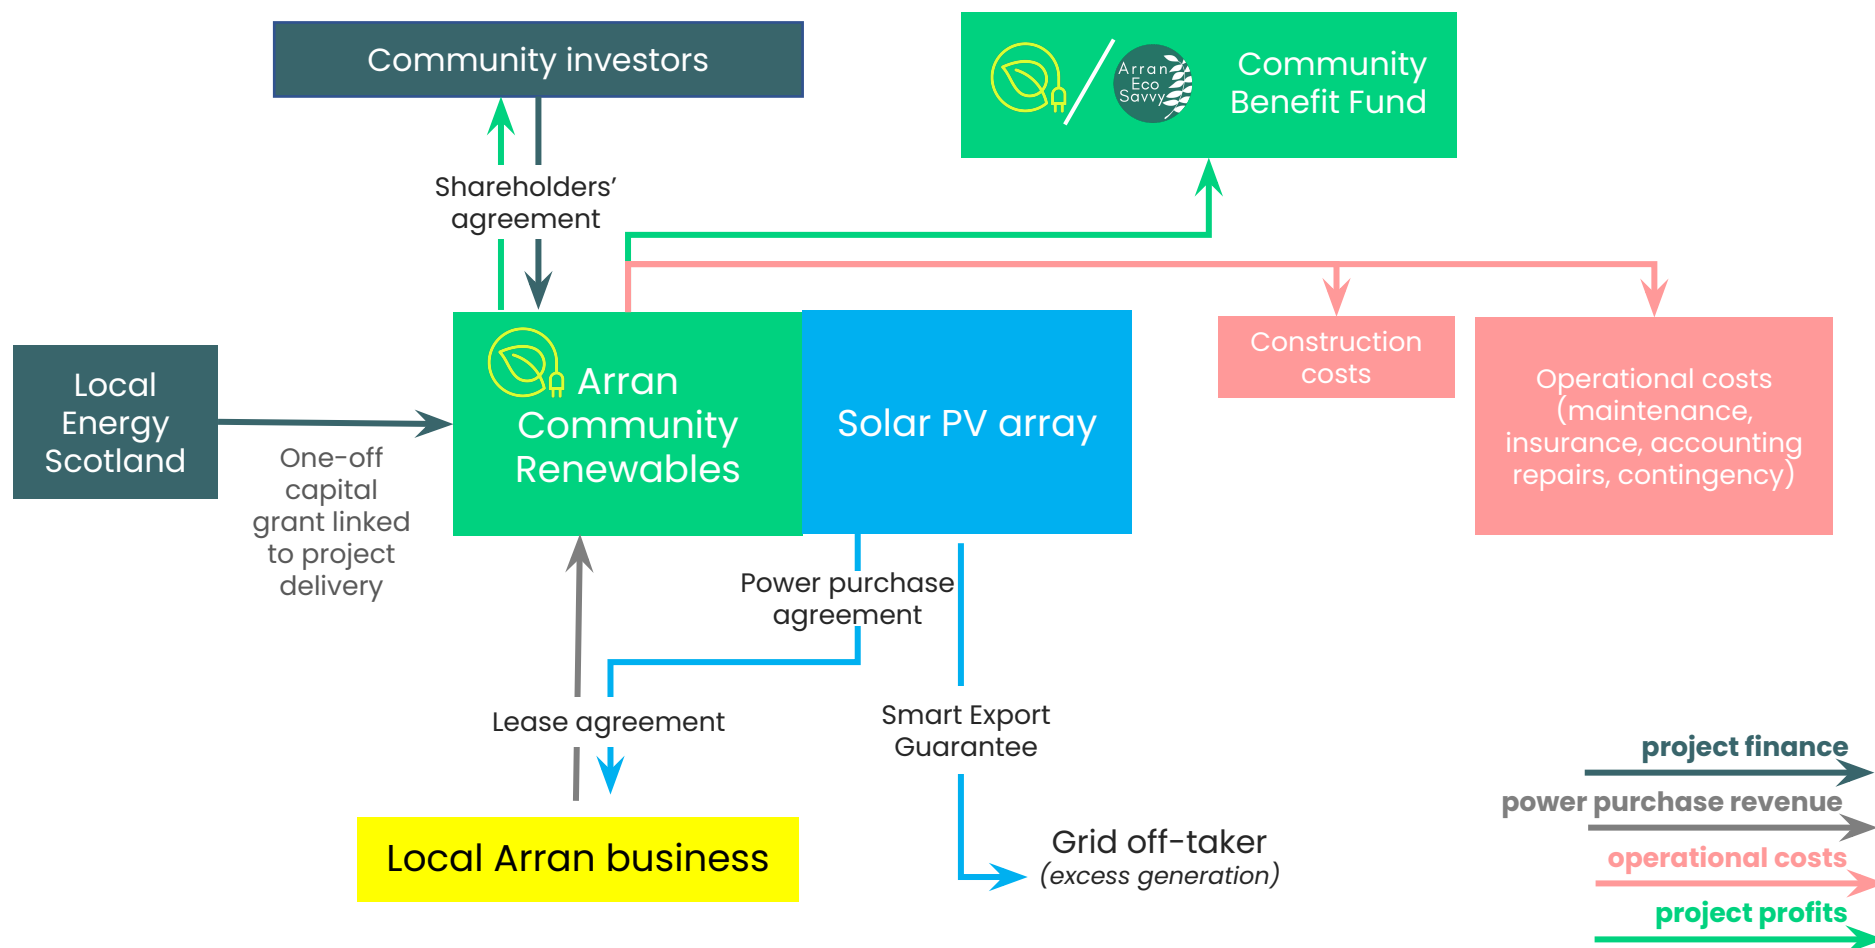 Community investors
Arran
Eco
Savvy
Community
Benefit Fund
Shareholders’
agreement
Local
Energy
Scotland
One-off
capital
grant linked
to project
delivery
Arran
Community
Renewables
Solar PV array
Construction
costs
Operational costs
(maintenance,
insurance, accounting
repairs, contingency)
Power purchase
agreement
Lease agreement
Smart Export
Guarantee
Local Arran business
Grid off-taker
(excess generation)
project finance
power purchase revenue
operational costs
project profits